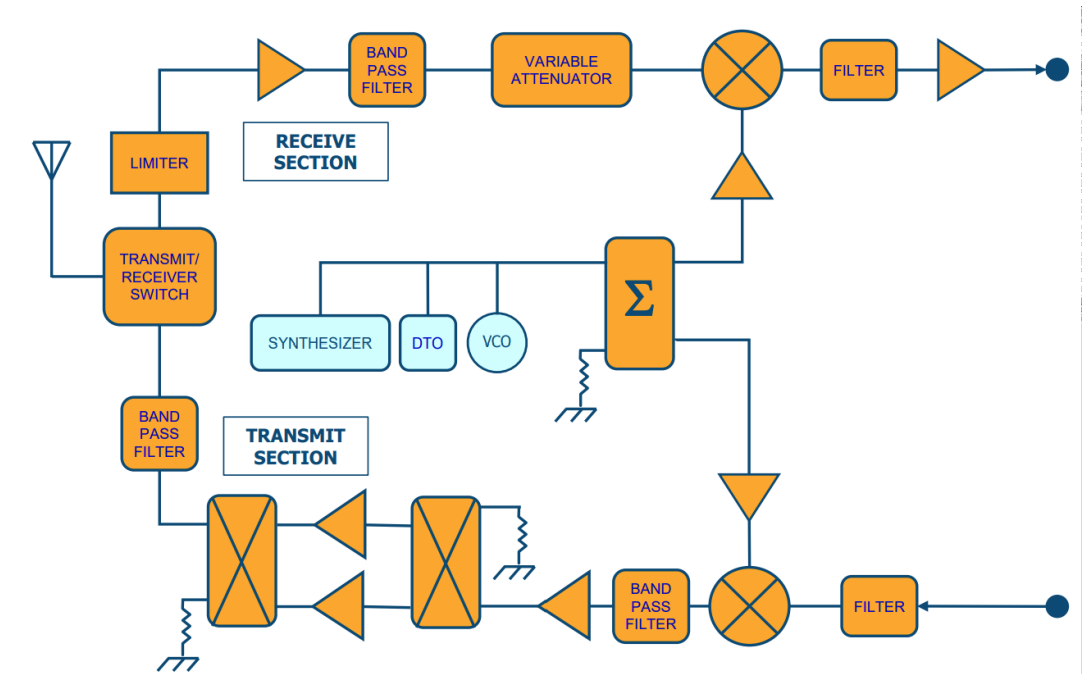 BAND
PASS
FILTER
VARIABLE
ATTENUATOR
FILTER
RECEIVE
SECTION
LIMITER
TRANSMIT/
RECEIVER
SWITCH
Σ
SYNTHESIZER
DTO
VCO
BAND
PASS
FILTER
TRANSMIT
SECTION
BAND
PASS
FILTER
FILTER